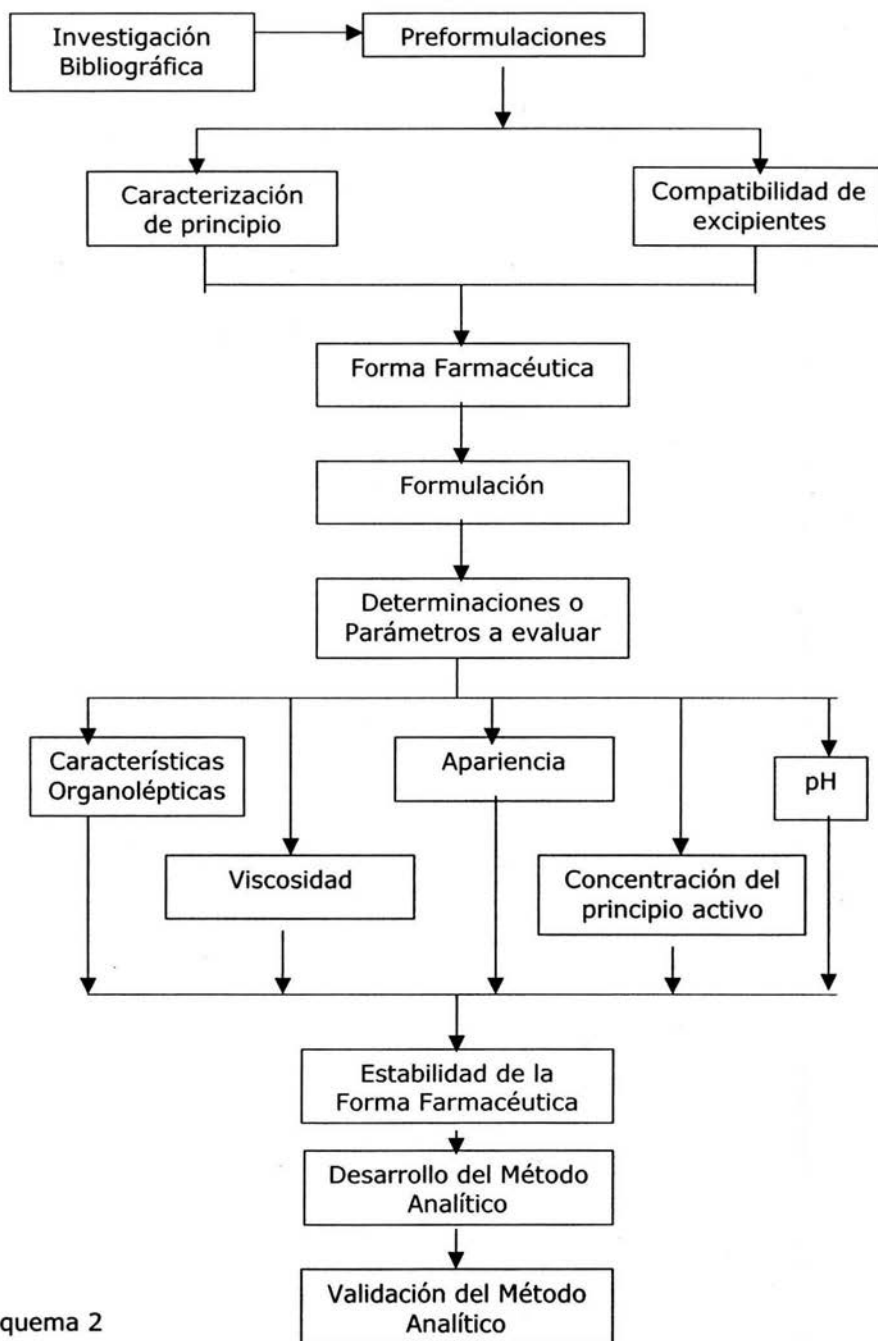 Investigación
Bibliográfica
Preformulaciones
Caracterización
de principio
Compatibilidad de
excipientes
Forma Farmacéutica
Formulación
Determinaciones o
Parámetros a evaluar
Características
Organolépticas
Apariencia
pH
Viscosidad
Concentración del
principio activo
Estabilidad de la
Forma Farmacéutica
Desarrollo del Método
Analítico
Validación del Método
Analítico
quema 2